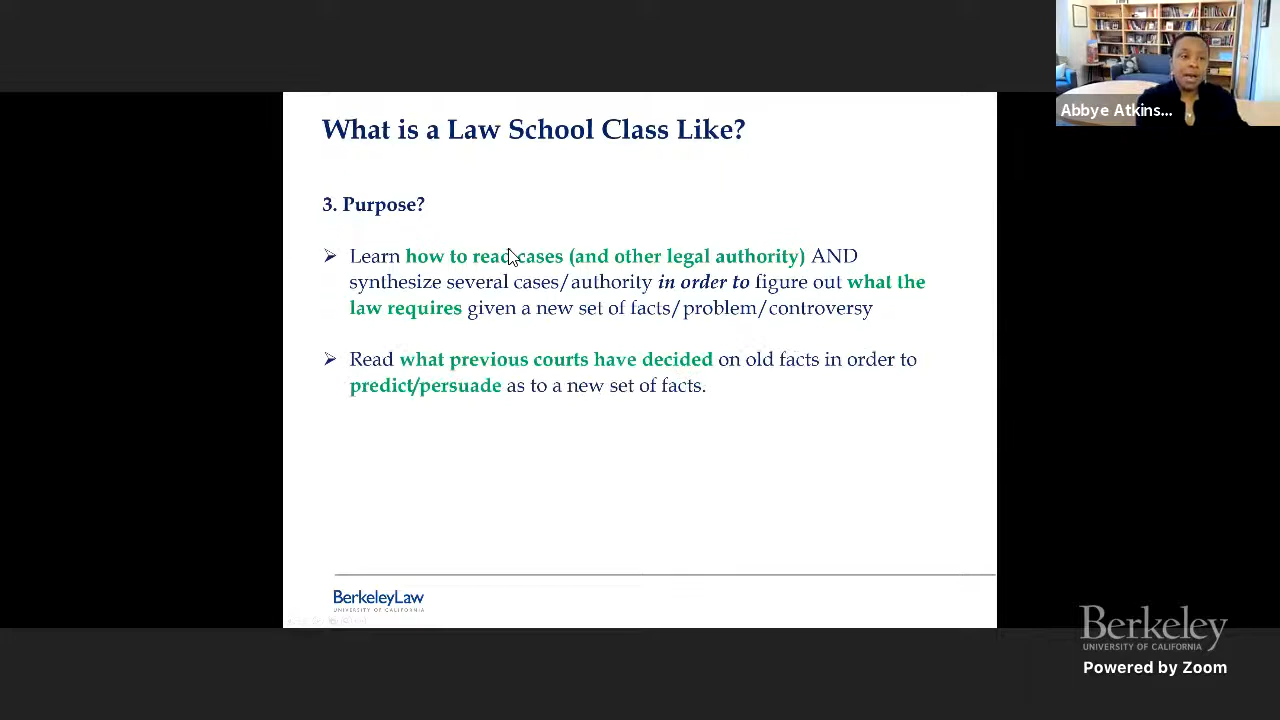 What is a Law School Class Like?
Abbye Atkins...
3. Purpose?
➢ Learn how to read cases (and other legal authority) AND
synthesize several cases/authority in order to figure out what the
law requires given a new set of facts/problem/controversy
➢ Read what previous courts have decided on old facts in order to
predict/persuade as to a new set of facts.
BerkeleyLaw
UNIVERSITY OF CALIFORNIA
Berkeley
UNIVERSITY OF CALIFORNIA
Powered by Zoom